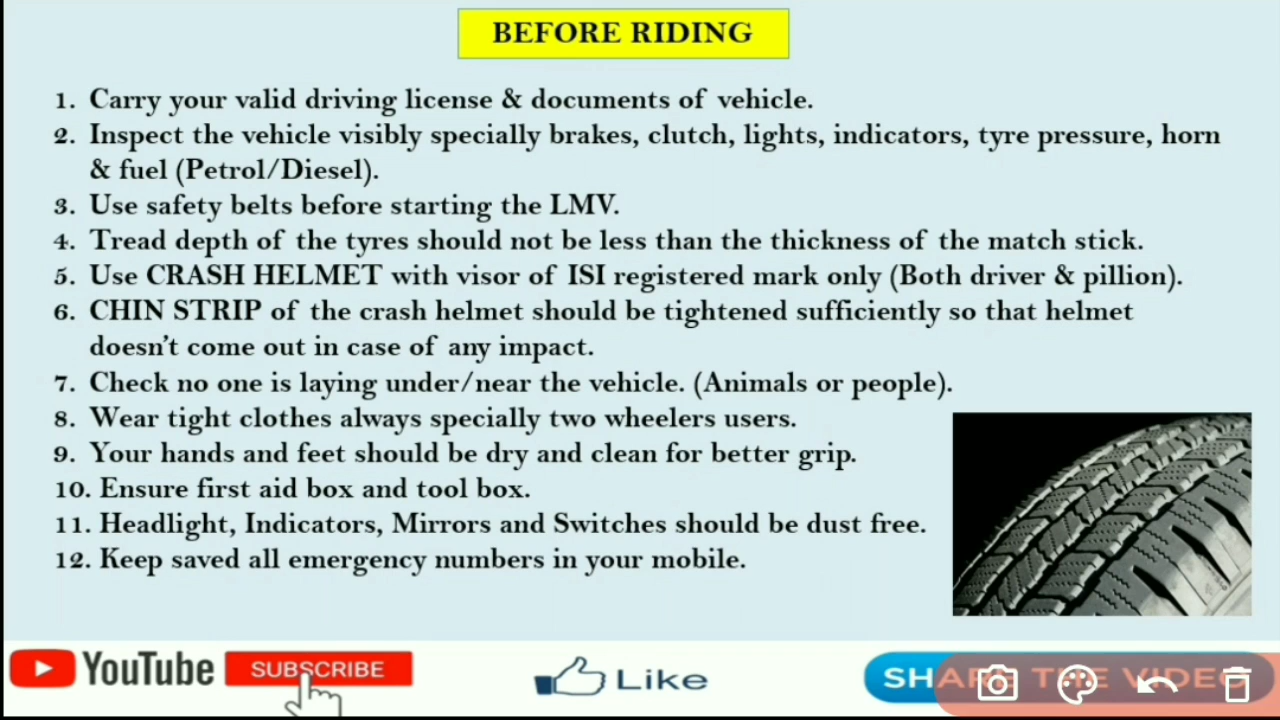 BEFORE RIDING
1. Carry your valid driving license & documents of vehicle.
2. Inspect the vehicle visibly specially brakes, clutch, lights, indicators, tyre pressure, horn
& fuel (Petrol/Diesel).
3. Use safety belts before starting the LMV.
4. Tread depth of the tyres should not be less than the thickness of the match stick.
5. Use CRASH HELMET with visor of ISI registered mark only (Both driver & pillion).
6. CHIN STRIP of the crash helmet should be tightened sufficiently so that helmet
doesn't come out in case of any impact.
7. Check no one is laying under/near the vehicle. (Animals or people).
8. Wear tight clothes always specially two wheelers users.
9. Your hands and feet should be dry and clean for better grip.
10. Ensure first aid box and tool box.
11. Headlight, Indicators, Mirrors and Switches should be dust free.
12. Keep saved all emergency numbers in your mobile.
YouTube SUBSCRIBE Like SHARE THE VIDEO